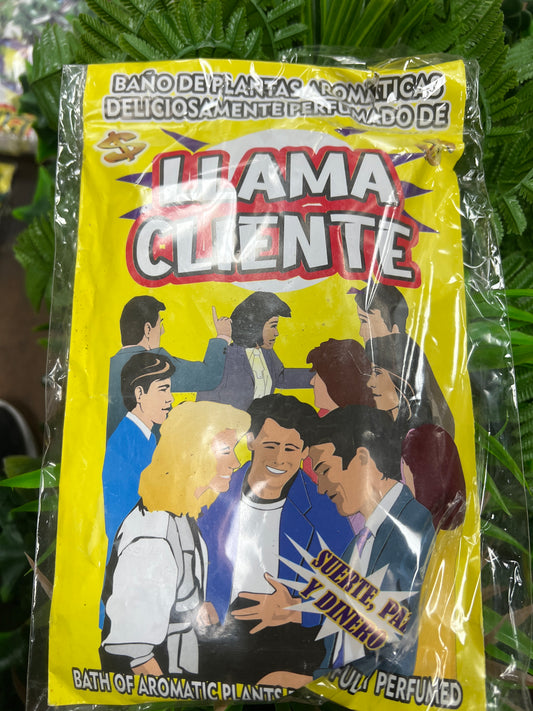 BAÑO DE PLANTAS AROMATICAS
DELICIOSAMENTE PERFUMADO DE
LLAMA
CLIENTE
SUERTE, PAZ
Y DINERO
BATH OF AROMATIC PLANTS PERFUMED